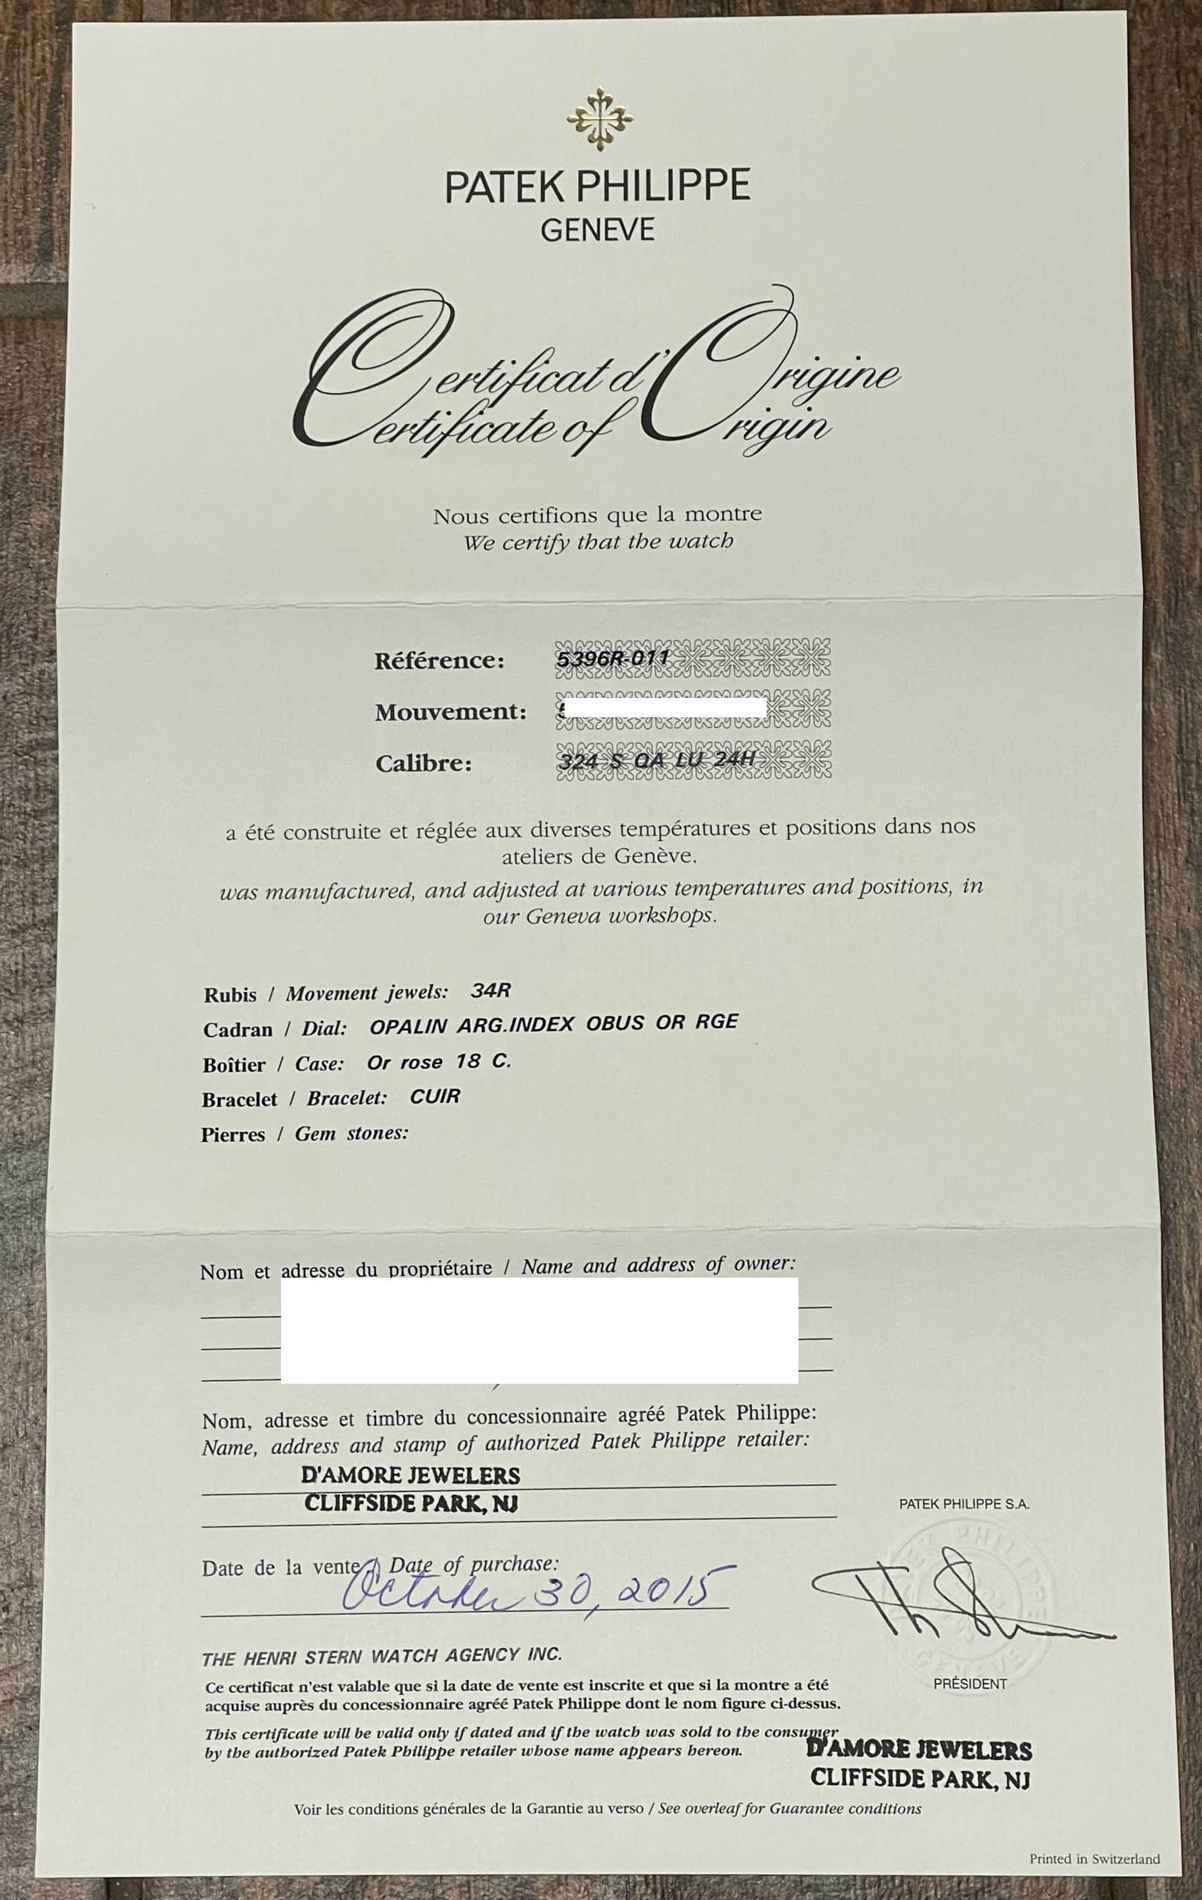 PATEK PHILIPPE
GENEVE
Certificat d'Origine
Certificate of Origin
Nous certifions que la montre
We certify that the watch
Référence: 5396R-011
Mouvement:
Calibre: 324 S QA LU 24H
a été construite et réglée aux diverses températures et positions dans nos
ateliers de Genève.
was manufactured, and adjusted at various temperatures and positions, in
our Geneva workshops.
Rubis / Movement jewels: 34R
Cadran / Dial: OPALIN ARG.INDEX OBUS OR RGE
Boîtier / Case: Or rose 18 C.
Bracelet / Bracelet: CUIR
Pierres / Gem stones:
Nom et adresse du propriétaire / Name and address of owner:
Nom, adresse et timbre du concessionnaire agréé Patek Philippe:
Name, address and stamp of authorized Patek Philippe retailer:
D'AMORE JEWELERS
CLIFFSIDE PARK, NJ
PATEK PHILIPPE S.A.
Date de la vente / Date of purchase:
October 30, 2015
PATEK PHILIPPE
GENEVE
PRÉSIDENT
THE HENRI STERN WATCH AGENCY INC.
Ce certificat n'est valable que si la date de vente est inscrite et que si la montre a été
acquise auprès du concessionnaire agréé Patek Philippe dont le nom figure ci-dessus.
This certificate will be valid only if dated and if the watch was sold to the consumer
by the authorized Patek Philippe retailer whose name appears hereon.
D'AMORE JEWELERS
CLIFFSIDE PARK, NJ
Voir les conditions générales de la Garantie au verso / See overleaf for Guarantee conditions
Printed in Switzerland